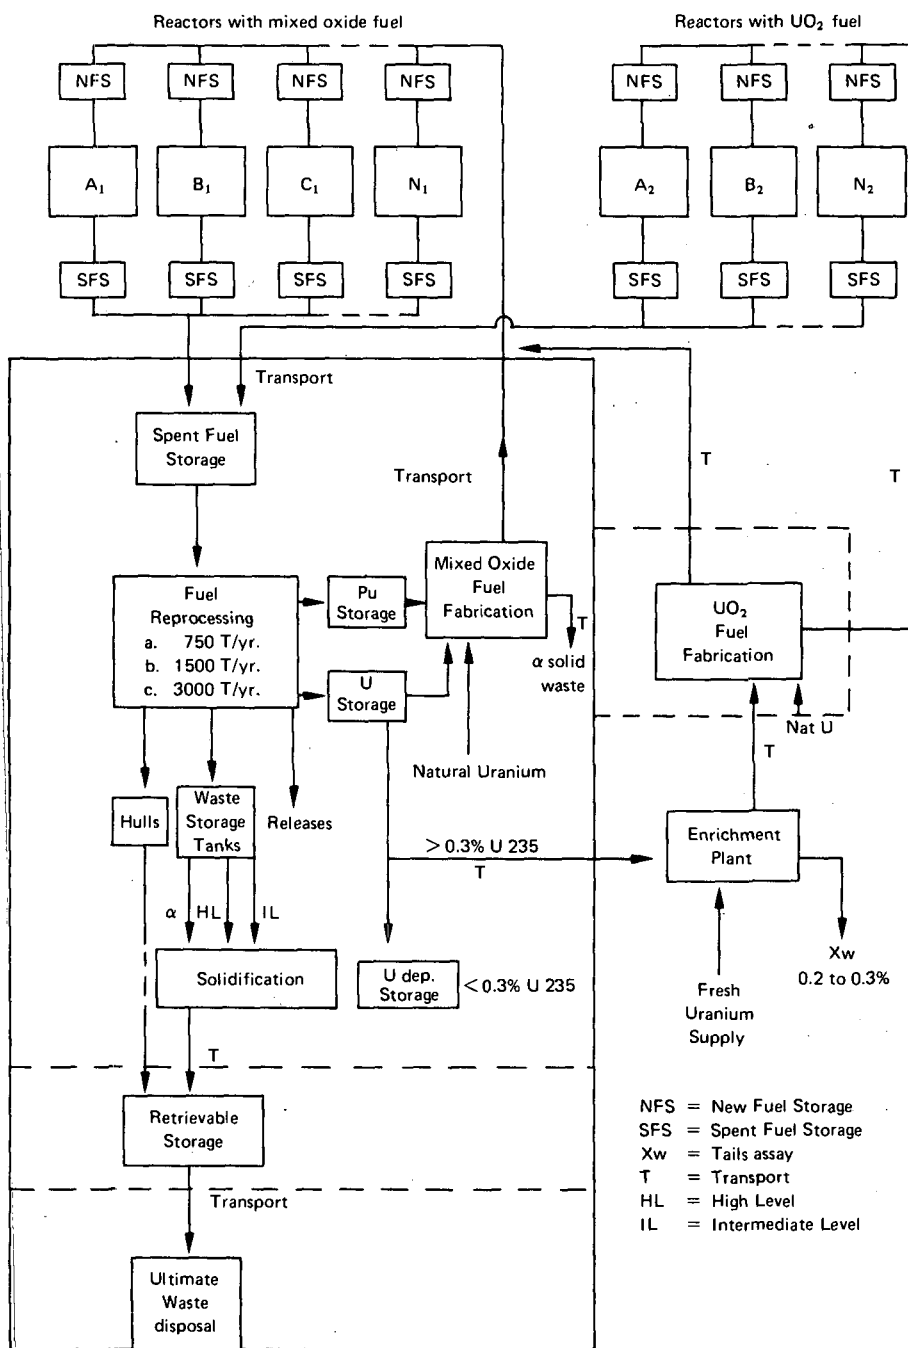 Reactors with mixed oxide fuel
Reactors with UO₂ fuel
NFS NFS NFS NFS
NFS NFS NFS
A₁ B₁ C₁ N₁
A₂ B₂ N₂
SFS SFS SFS SFS
SFS SFS SFS
Transport
Spent Fuel
Storage
Transport
T
T
Fuel
Reprocessing
a. 750 T/yr.
b. 1500 T/yr.
c. 3000 T/yr.
Pu
Storage
U
Storage
Mixed Oxide
Fuel
Fabrication
T
α solid
waste
UO₂
Fuel
Fabrication
Nat U
T
Natural Uranium
Hulls
Waste
Storage
Tanks
Releases
> 0.3% U 235
T
Enrichment
Plant
α HL IL
Solidification
U dep.
Storage
< 0.3% U 235
Xw
0.2 to 0.3%
Fresh
Uranium
Supply
T
Retrievable
Storage
Transport
Ultimate
Waste
disposal
NFS = New Fuel Storage
SFS = Spent Fuel Storage
Xw = Tails assay
T = Transport
HL = High Level
IL = Intermediate Level